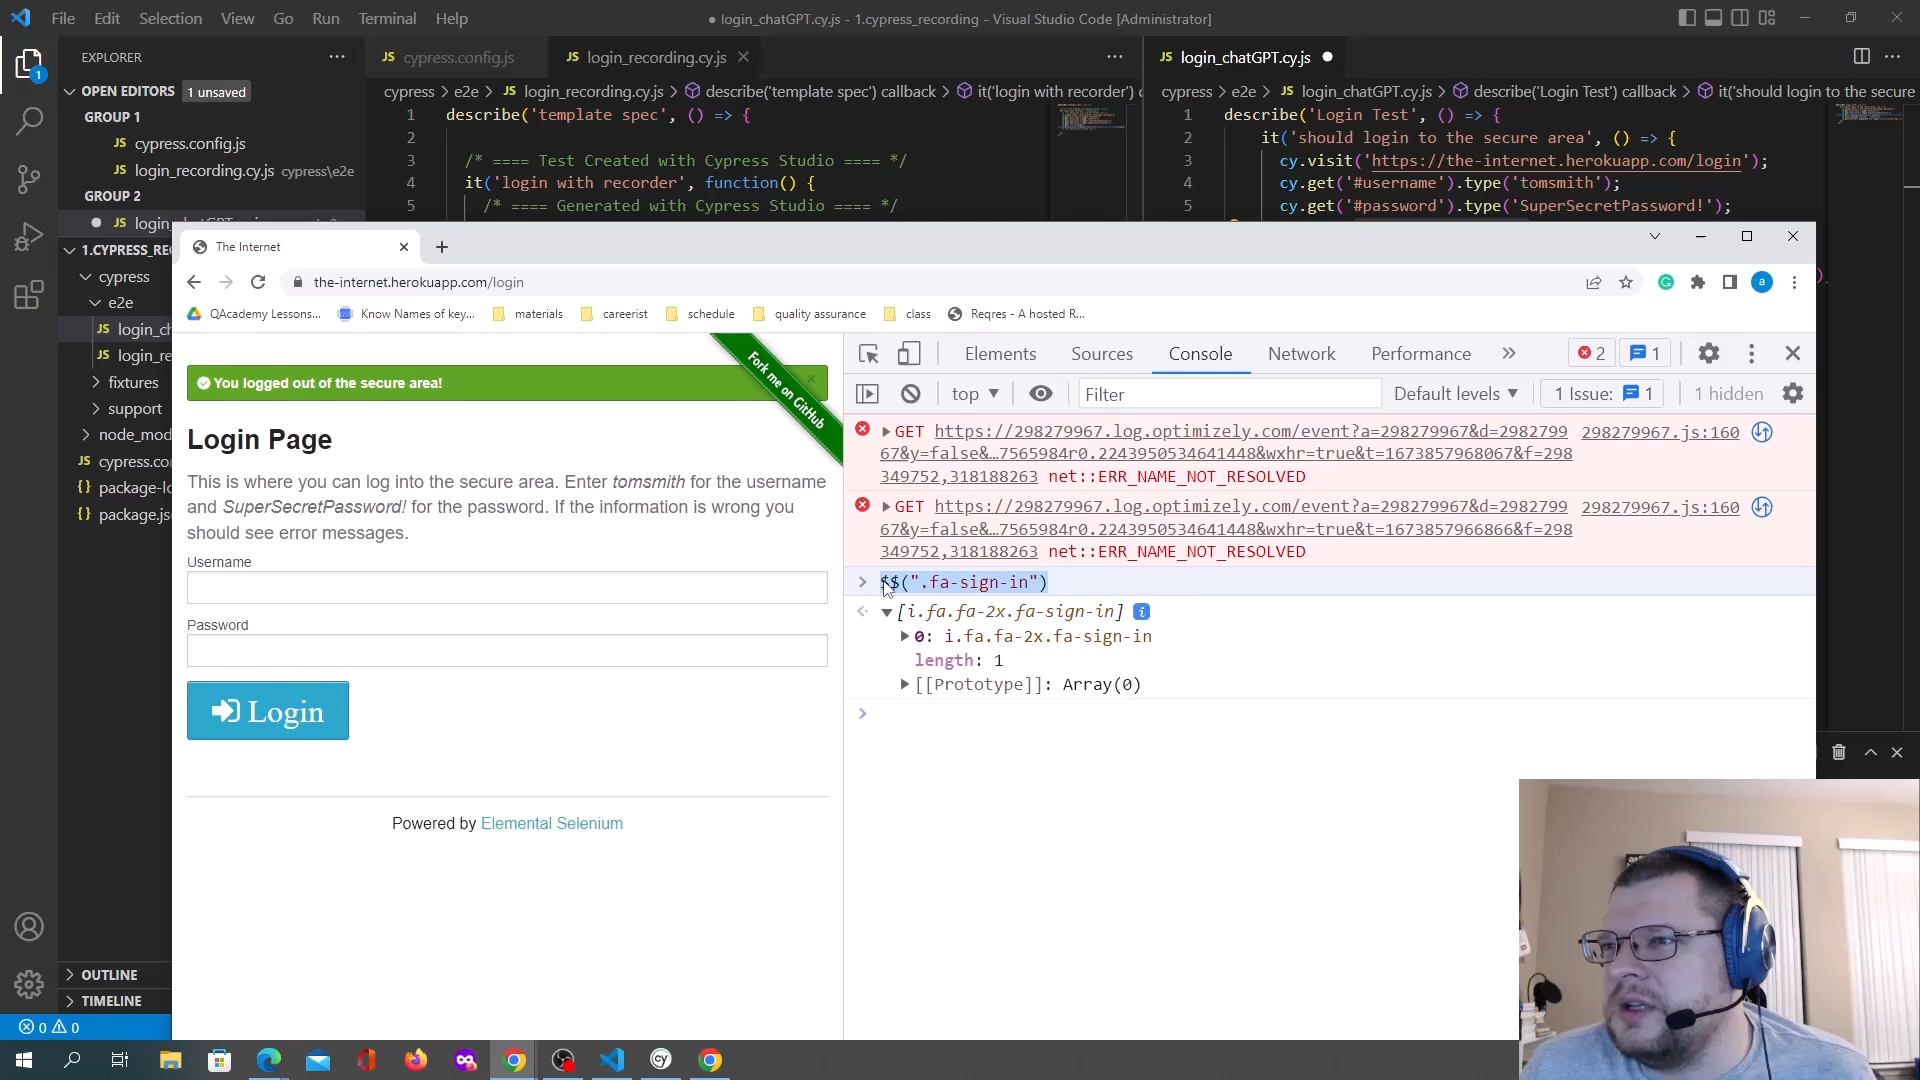 File Edit Selection View Go Run Terminal Help
● login_chatGPT.cy.js - 1.cypress_recording - Visual Studio Code [Administrator]
1
EXPLORER
OPEN EDITORS 1 unsaved
GROUP 1
JS cypress.config.js
JS login_recording.cy.js cypress\e2e
GROUP 2
1.CYPRESS_RE
cypress
e2e
JS login_ch
JS login_re
fixtures
support
node_mod
JS cypress.co
{} package-l
{} package.js
OUTLINE
TIMELINE
0 0
JS cypress.config.js
JS login_recording.cy.js
cypress > e2e > JS login_recording.cy.js > describe('template spec') callback > it('login with recorder') c
1 describe('template spec', () => {
2
3 /* ==== Test Created with Cypress Studio ==== */
4 it('login with recorder', function() {
5 /* ==== Generated with Cypress Studio ==== */
JS login_chatGPT.cy.js
cypress > e2e > JS login_chatGPT.cy.js > describe('Login Test') callback > it('should login to the secure
1 describe('Login Test', () => {
2 it('should login to the secure area', () => {
3 cy.visit('https://the-internet.herokuapp.com/login');
4 cy.get('#username').type('tomsmith');
5 cy.get('#password').type('SuperSecretPassword!');
The Internet
the-internet.herokuapp.com/login
a
QAcademy Lessons...
Know Names of key...
materials
careerist
schedule
quality assurance
class
Reqres - A hosted R...
You logged out of the secure area!
Fork me on GitHub
Login Page
This is where you can log into the secure area. Enter tomsmith for the username
and SuperSecretPassword! for the password. If the information is wrong you
should see error messages.
Username
Password
Login
Powered by Elemental Selenium
Elements Sources Console Network Performance 2 1
top Filter Default levels 1 Issue: 1 1 hidden
GET https://298279967.log.optimizely.com/event?a=298279967&d=2982799 298279967.js:160
67&y=false&…7565984r0.2243950534641448&wxhr=true&t=1673857968067&f=298
349752,318188263 net::ERR_NAME_NOT_RESOLVED
GET https://298279967.log.optimizely.com/event?a=298279967&d=2982799 298279967.js:160
67&y=false&…7565984r0.2243950534641448&wxhr=true&t=1673857966866&f=298
349752,318188263 net::ERR_NAME_NOT_RESOLVED
$$(".fa-sign-in")
[i.fa.fa-2x.fa-sign-in]
0: i.fa.fa-2x.fa-sign-in
length: 1
[[Prototype]]: Array(0)
cy